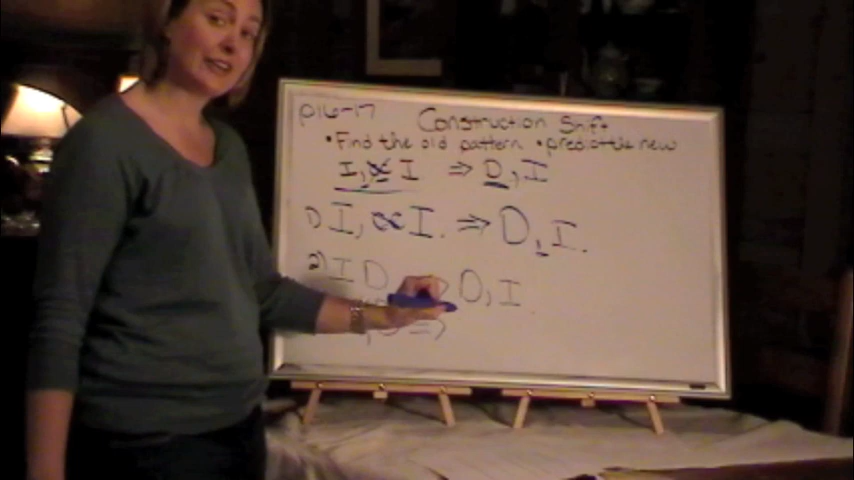 p16-17 Construction Shift
• Find the old pattern • predict the new
I, I ⇒ D, I
1) I, I. ⇒ D, I.
2) I D ⇒ D, I
, D ⇒